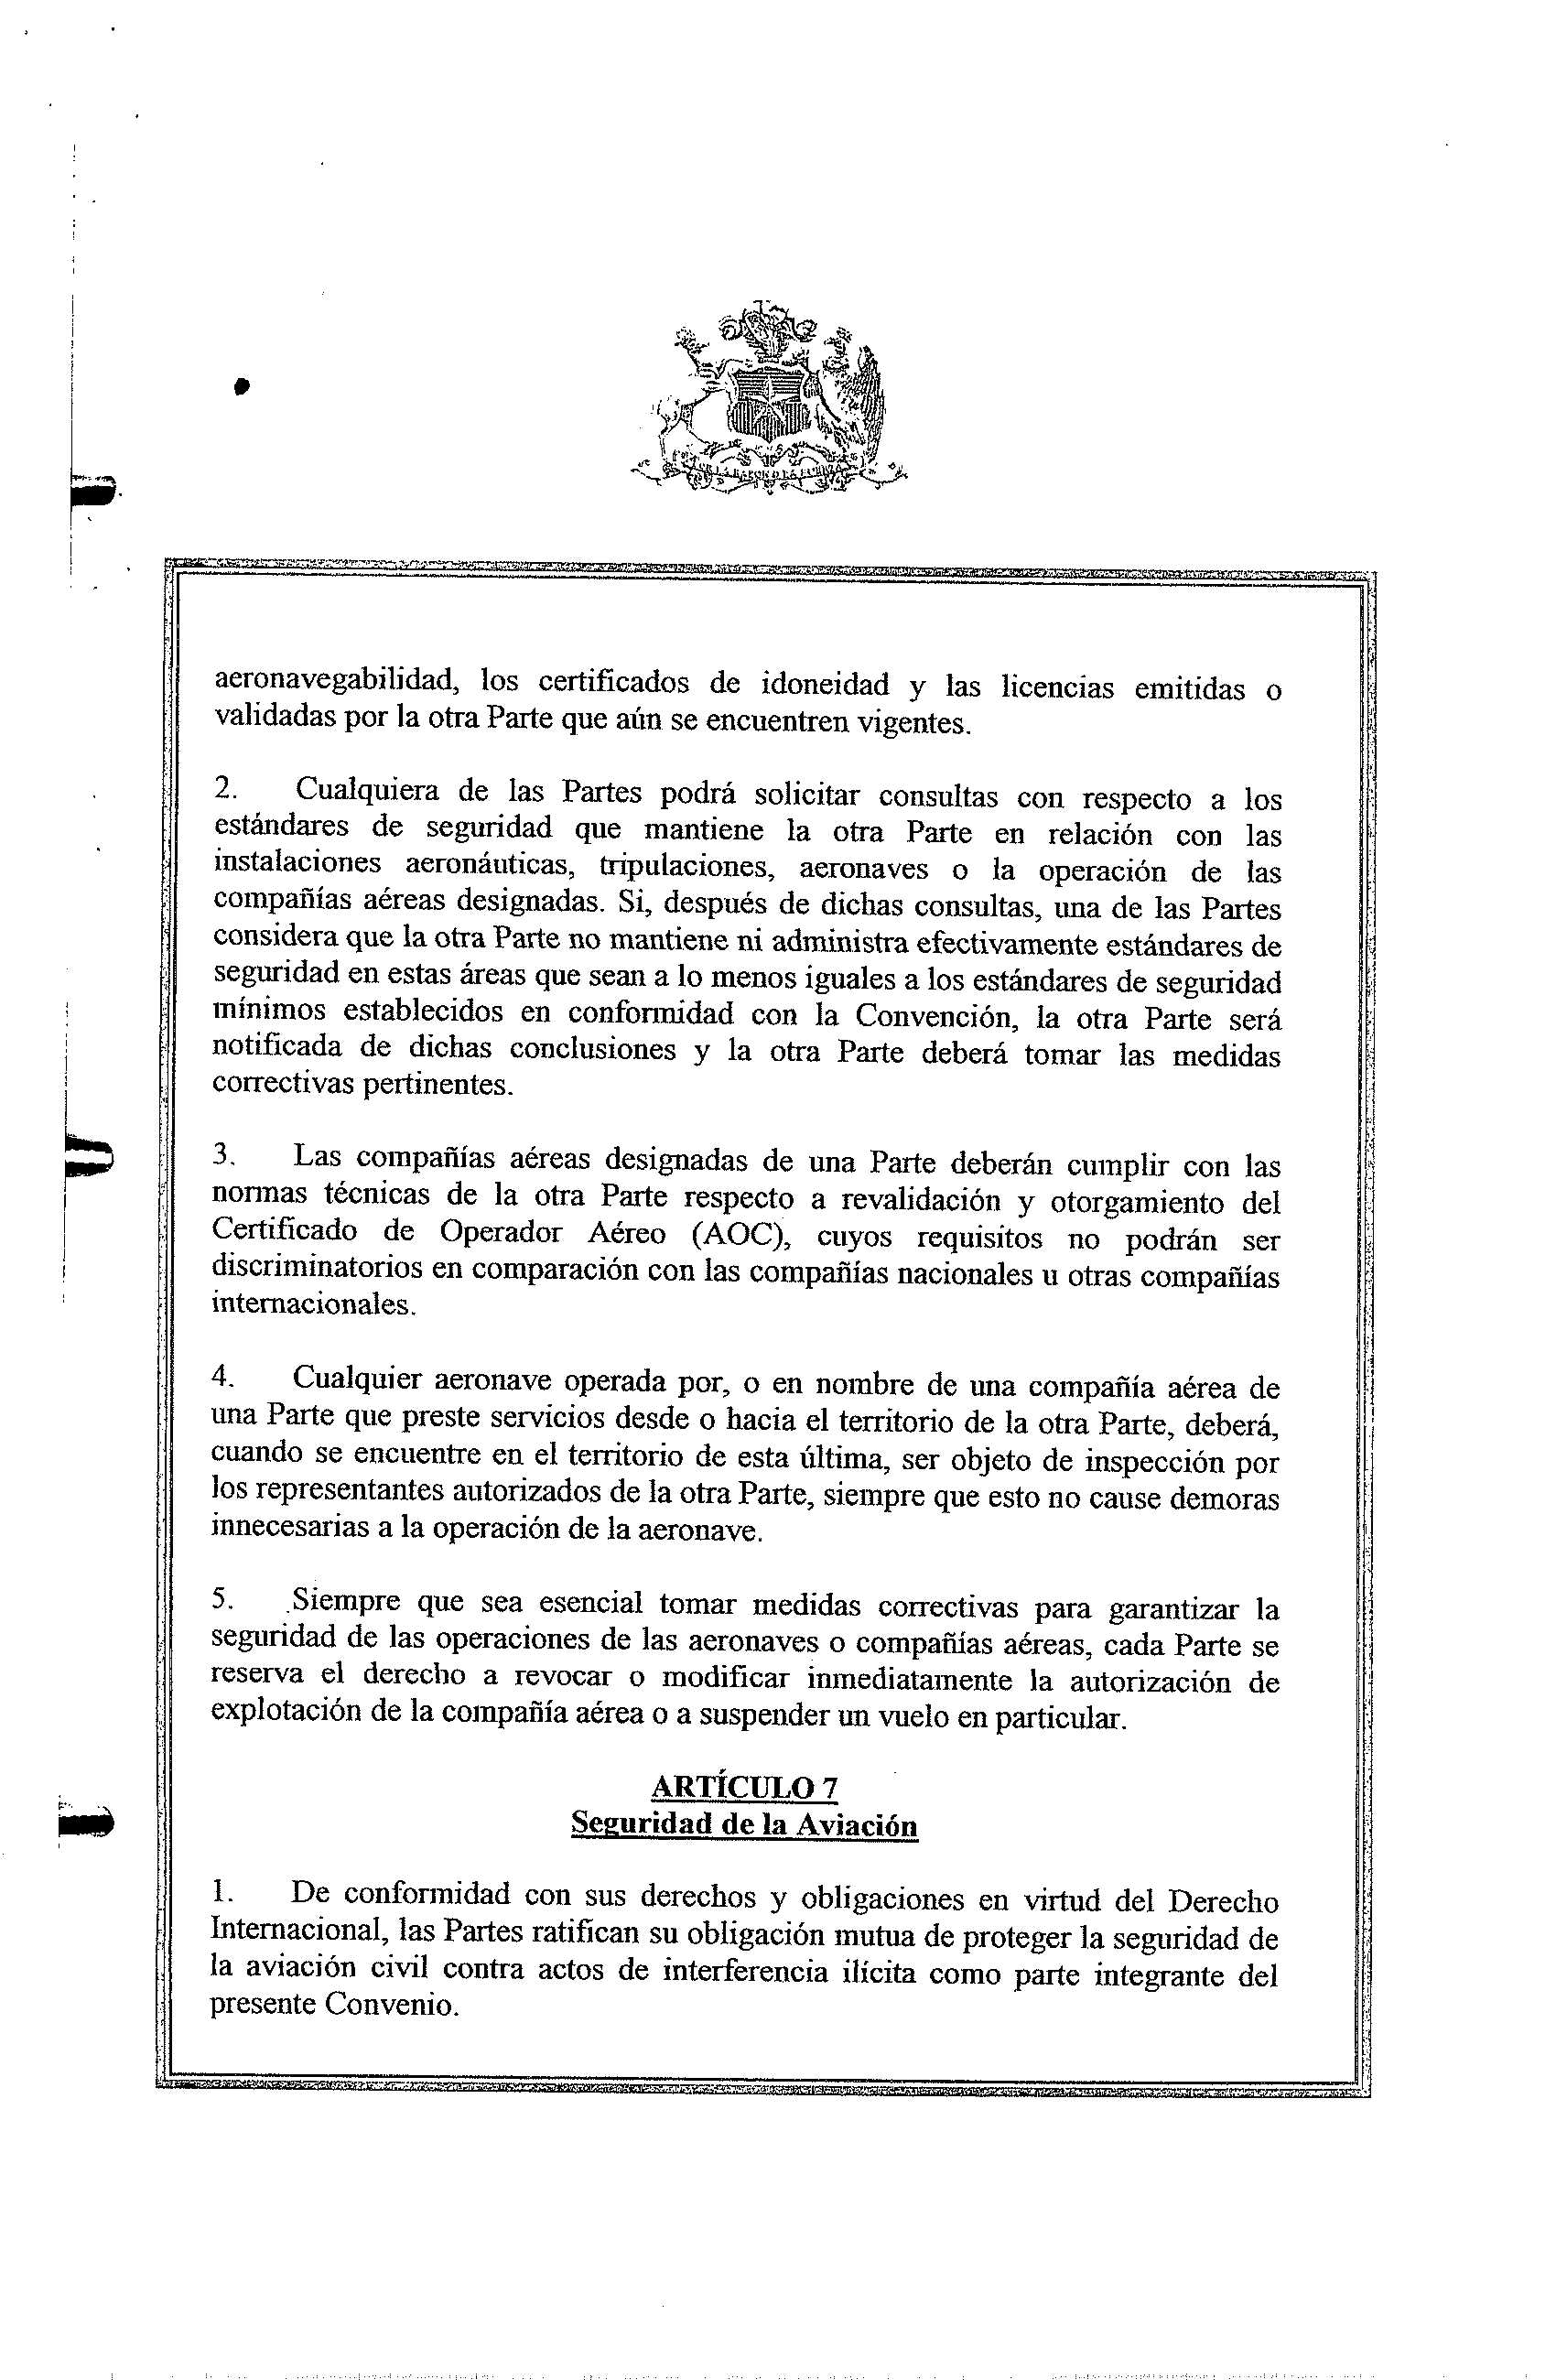 aeronavegabilidad, los certificados de idoneidad y las licencias emitidas o
validadas por la otra Parte que aún se encuentren vigentes.
2. Cualquiera de las Partes podrá solicitar consultas con respecto a los
estándares de seguridad que mantiene la otra Parte en relación con las
instalaciones aeronáuticas, tripulaciones, aeronaves o la operación de las
compañías aéreas designadas. Si, después de dichas consultas, una de las Partes
considera que la otra Parte no mantiene ni administra efectivamente estándares de
seguridad en estas áreas que sean a lo menos iguales a los estándares de seguridad
mínimos establecidos en conformidad con la Convención, la otra Parte será
notificada de dichas conclusiones y la otra Parte deberá tomar las medidas
correctivas pertinentes.
3. Las compañías aéreas designadas de una Parte deberán cumplir con las
normas técnicas de la otra Parte respecto a revalidación y otorgamiento del
Certificado de Operador Aéreo (AOC), cuyos requisitos no podrán ser
discriminatorios en comparación con las compañías nacionales u otras compañías
internacionales.
4. Cualquier aeronave operada por, o en nombre de una compañía aérea de
una Parte que preste servicios desde o hacia el territorio de la otra Parte, deberá,
cuando se encuentre en el territorio de esta última, ser objeto de inspección por
los representantes autorizados de la otra Parte, siempre que esto no cause demoras
innecesarias a la operación de la aeronave.
5. Siempre que sea esencial tomar medidas correctivas para garantizar la
seguridad de las operaciones de las aeronaves o compañías aéreas, cada Parte se
reserva el derecho a revocar o modificar inmediatamente la autorización de
explotación de la compañía aérea o a suspender un vuelo en particular.
ARTÍCULO 7
Seguridad de la Aviación
1. De conformidad con sus derechos y obligaciones en virtud del Derecho
Internacional, las Partes ratifican su obligación mutua de proteger la seguridad de
la aviación civil contra actos de interferencia ilícita como parte integrante del
presente Convenio.